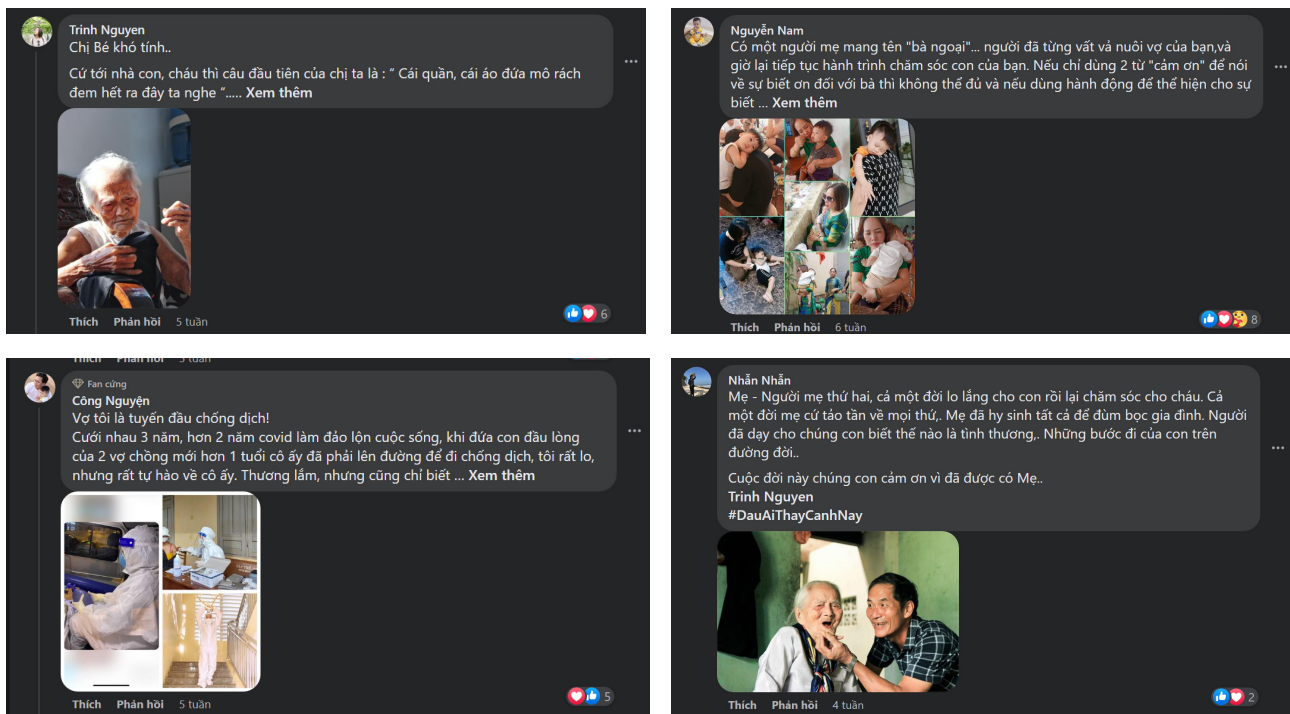 Trinh Nguyen
Chị Bé khó tính..
Cứ tới nhà con, cháu thì câu đầu tiên của chị ta là : “ Cái quần, cái áo đứa mô rách
đem hết ra đây ta nghe “..... Xem thêm
Thích Phản hồi 5 tuần
6
Nguyễn Nam
Có một người mẹ mang tên "bà ngoại"... người đã từng vất vả nuôi vợ của bạn,và
giờ lại tiếp tục hành trình chăm sóc con của bạn. Nếu chỉ dùng 2 từ "cảm ơn" để nói
về sự biết ơn đối với bà thì không thể đủ và nếu dùng hành động để thể hiện cho sự
biết ... Xem thêm
Thích Phản hồi 6 tuần
8
Thích Phản hồi 5 tuần
Fan cứng
Công Nguyện
Vợ tôi là tuyến đầu chống dịch!
Cưới nhau 3 năm, hơn 2 năm covid làm đảo lộn cuộc sống, khi đứa con đầu lòng
của 2 vợ chồng mới hơn 1 tuổi cô ấy đã phải lên đường để đi chống dịch, tôi rất lo,
nhưng rất tự hào về cô ấy. Thương lắm, nhưng cũng chỉ biết ... Xem thêm
Thích Phản hồi 5 tuần
5
Nhẫn Nhẫn
Mẹ - Người mẹ thứ hai, cả một đời lo lắng cho con rồi lại chăm sóc cho cháu. Cả
một đời mẹ cứ tảo tần về mọi thứ,. Mẹ đã hy sinh tất cả để đùm bọc gia đình. Người
đã dạy cho chúng con biết thế nào là tình thương,. Những bước đi của con trên
đường đời..
Cuộc đời này chúng con cảm ơn vì đã được có Mẹ..
Trinh Nguyen
#DauAiThayCanhNay
Thích Phản hồi 4 tuần
2